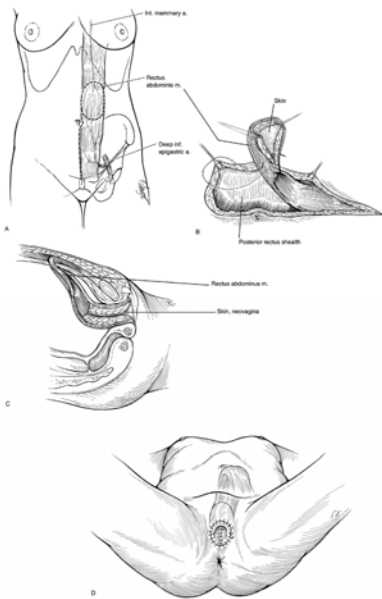 Int. mammary a.
Rectus
abdominis m.
Deep inf.
epigastric a.
A
Skin
Posterior rectus sheath
B
Rectus abdominus m.
Skin, neovagina
C
D